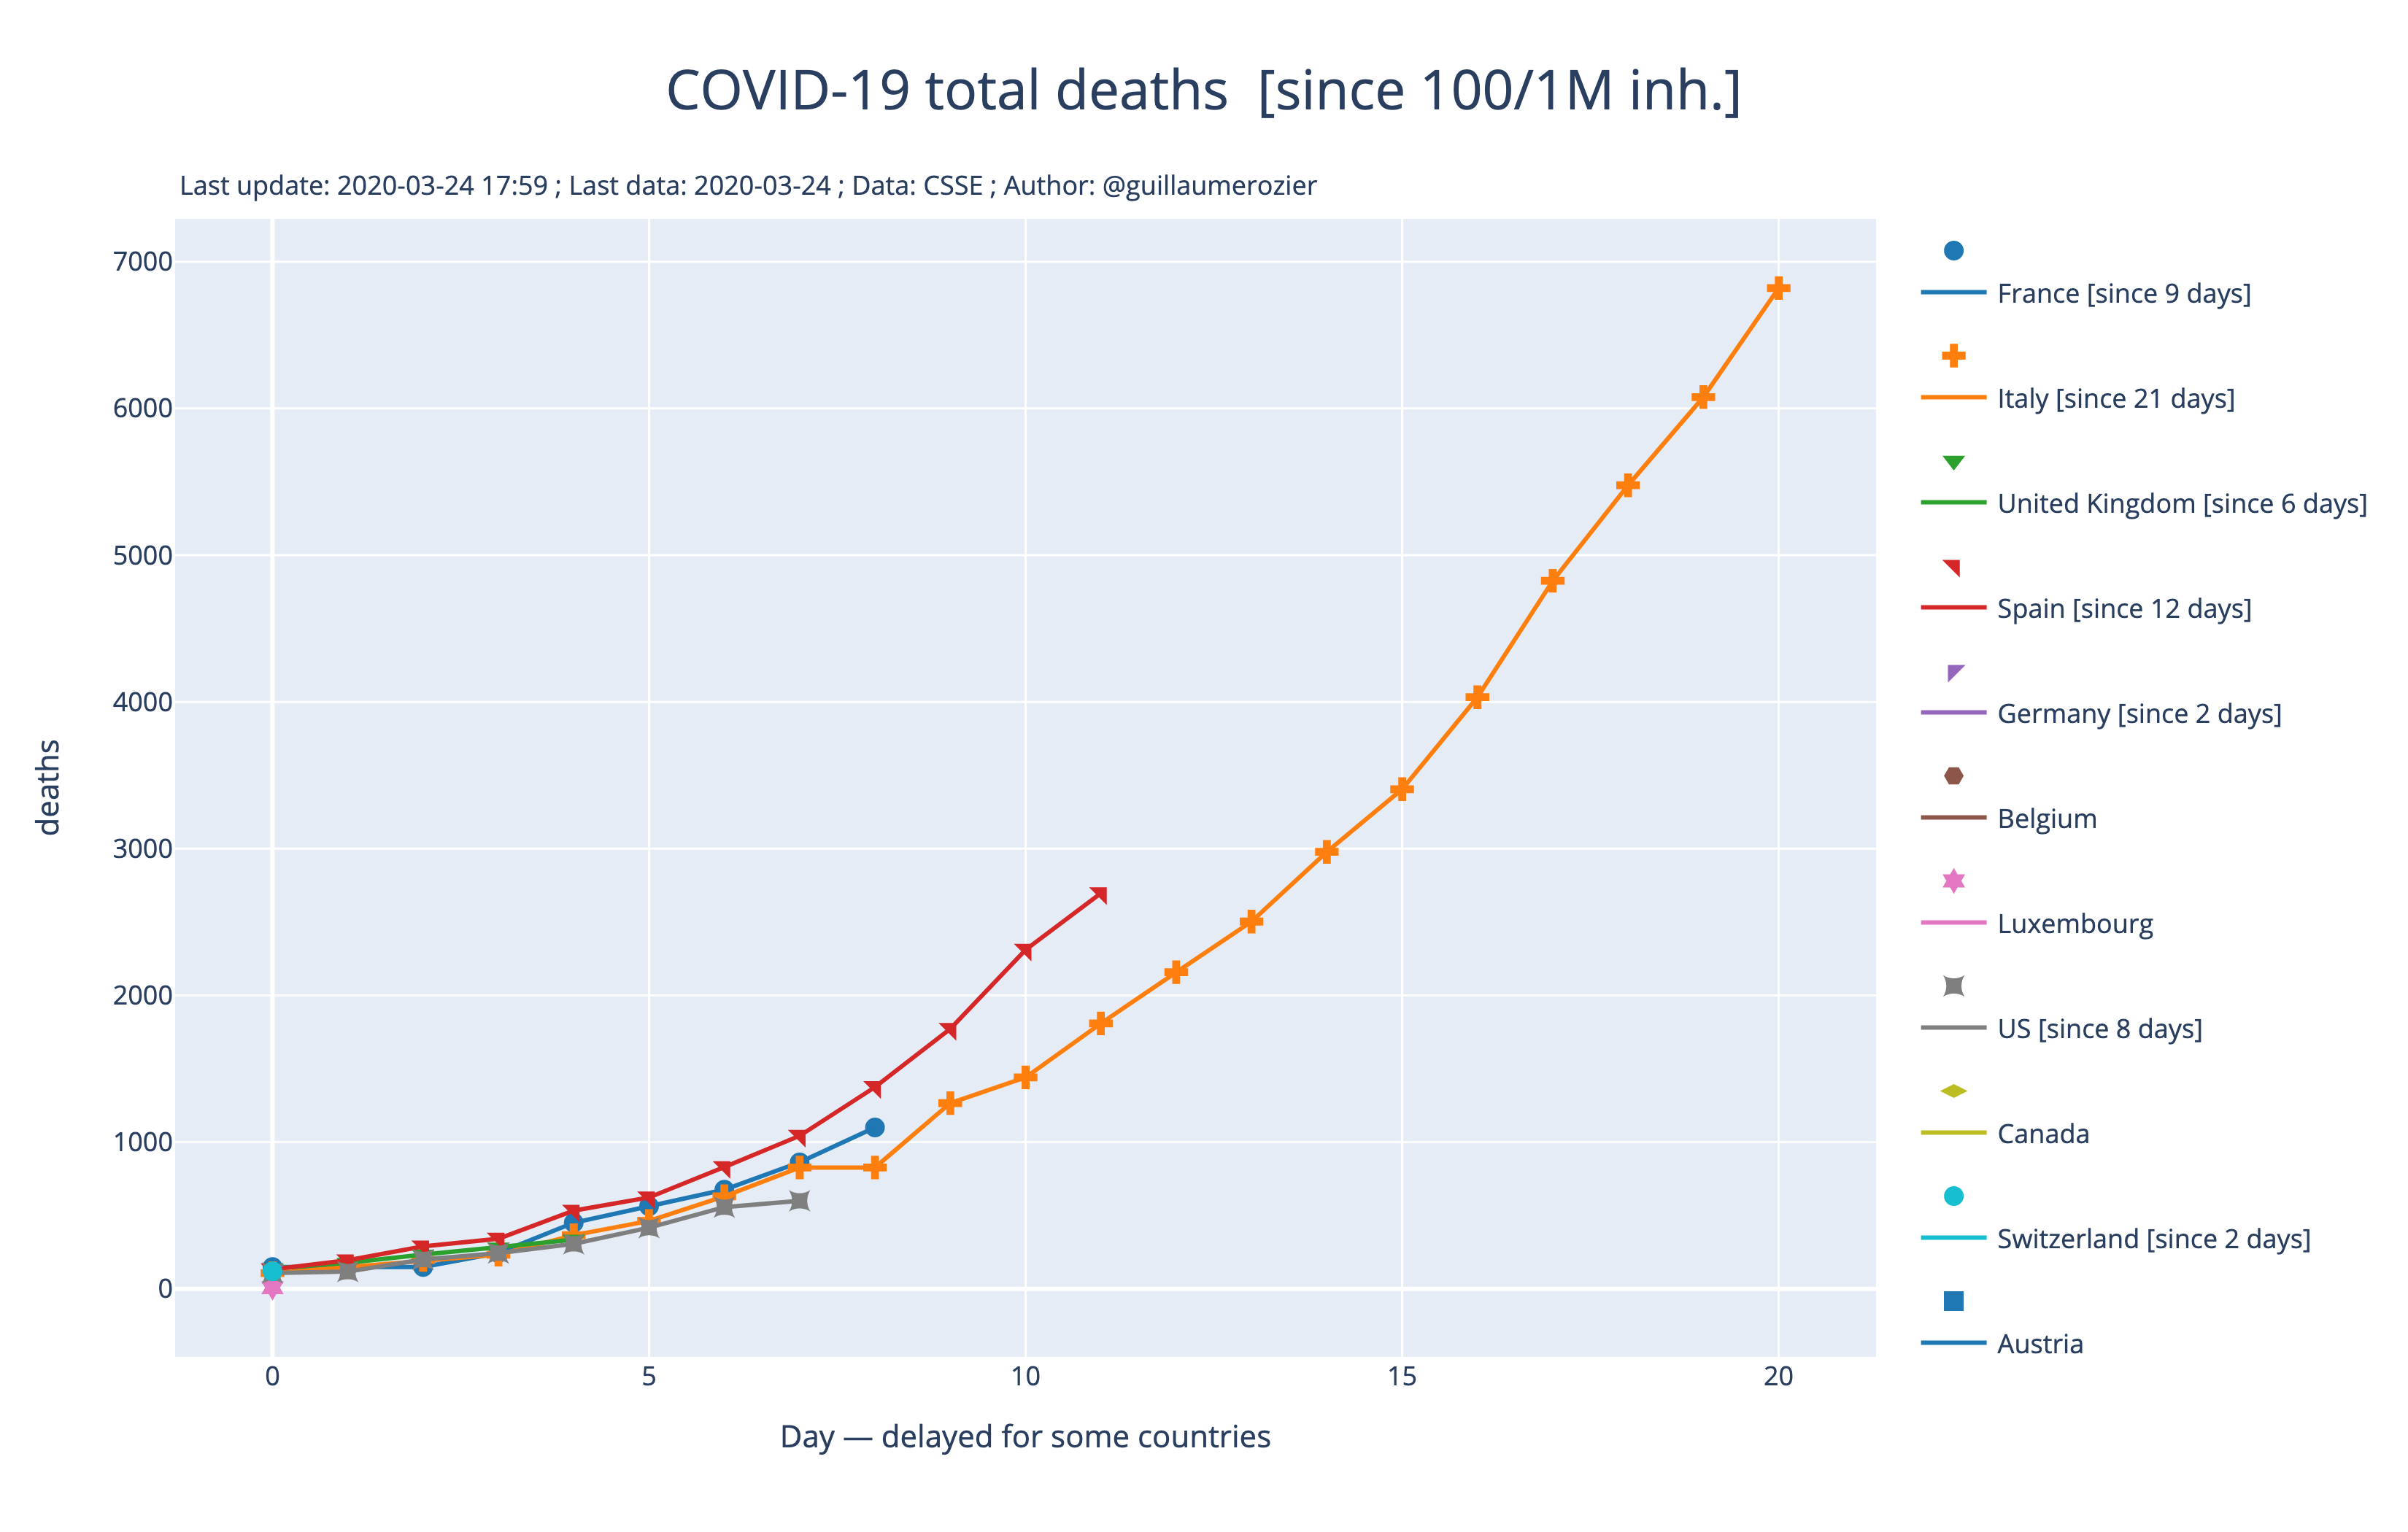 COVID-19 total deaths  [since 100/1M inh.]
Last update: 2020-03-24 17:59 ; Last data: 2020-03-24 ; Data: CSSE ; Author: @guillaumerozier
7000
6000
5000
4000
3000
2000
1000
0
deaths
0
5
10
15
20
Day — delayed for some countries
France [since 9 days]
Italy [since 21 days]
United Kingdom [since 6 days]
Spain [since 12 days]
Germany [since 2 days]
Belgium
Luxembourg
US [since 8 days]
Canada
Switzerland [since 2 days]
Austria